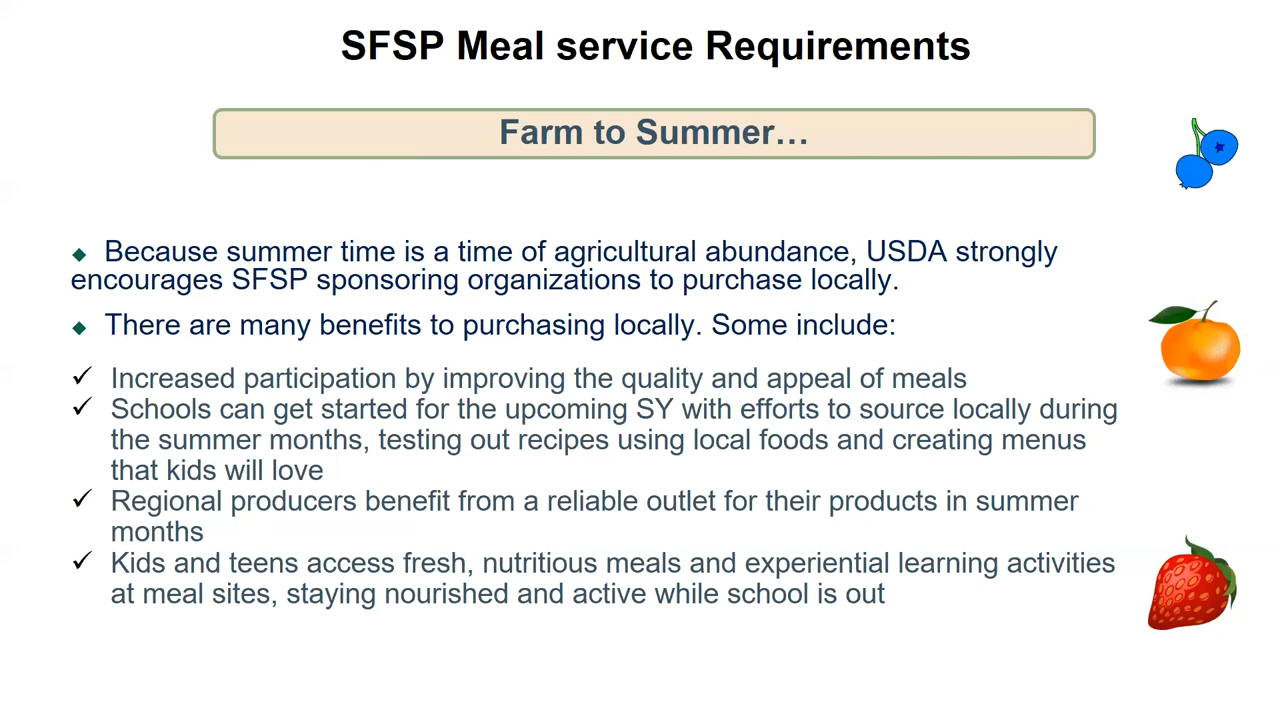 SFSP Meal service Requirements
Farm to Summer…
◆ Because summer time is a time of agricultural abundance, USDA strongly
encourages SFSP sponsoring organizations to purchase locally.
◆ There are many benefits to purchasing locally. Some include:
✓ Increased participation by improving the quality and appeal of meals
✓ Schools can get started for the upcoming SY with efforts to source locally during
the summer months, testing out recipes using local foods and creating menus
that kids will love
✓ Regional producers benefit from a reliable outlet for their products in summer
months
✓ Kids and teens access fresh, nutritious meals and experiential learning activities
at meal sites, staying nourished and active while school is out